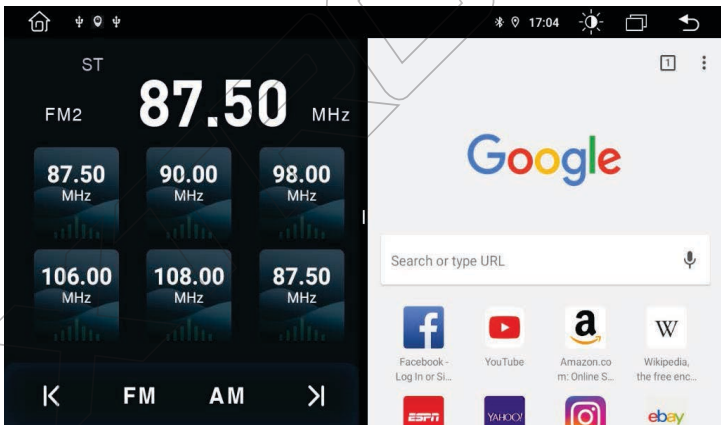 17:04
ST
FM2
87.50
MHz
87.50
MHz
90.00
MHz
98.00
MHz
106.00
MHz
108.00
MHz
87.50
MHz
FM
AM
1
Google
Search or type URL
f
Facebook -
Log In or Si...
YouTube
a
Amazon.co
m: Online S...
W
Wikipedia,
the free enc...
ESPN
YAHOO!
ebay